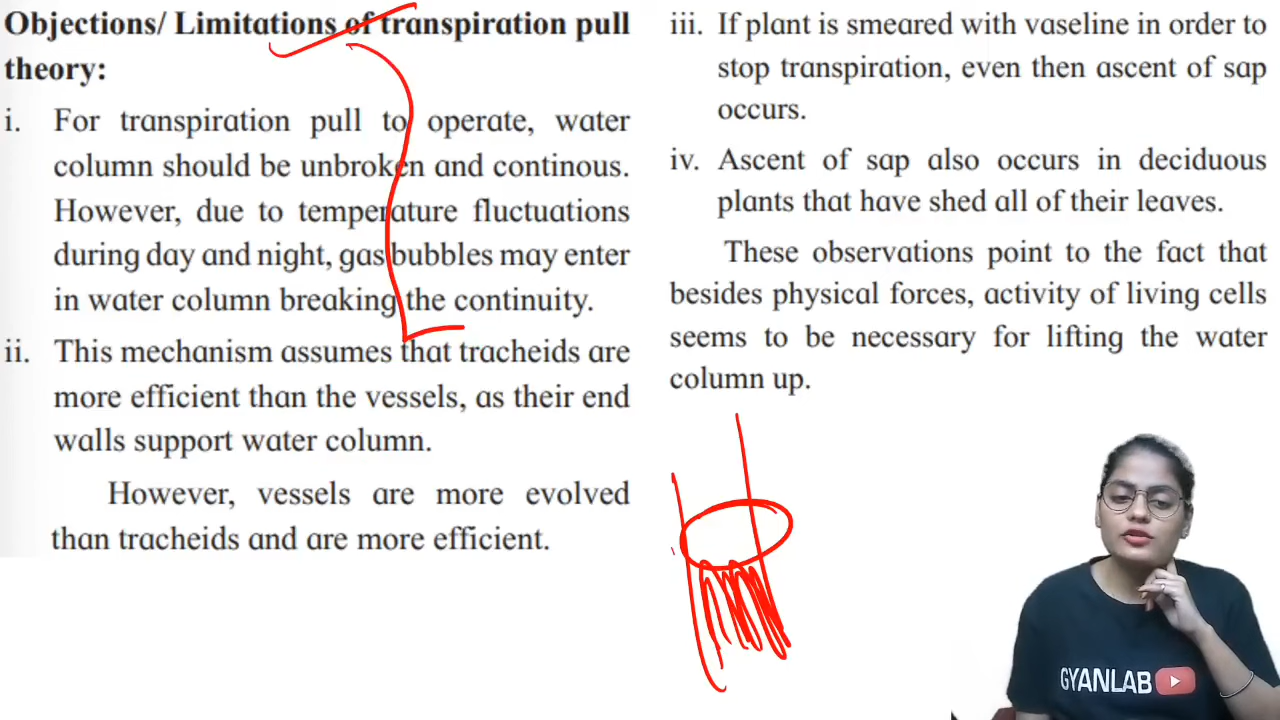 Objections/ Limitations of transpiration pull
theory:
i. For transpiration pull to operate, water
column should be unbroken and continous.
However, due to temperature fluctuations
during day and night, gas bubbles may enter
in water column breaking the continuity.
ii. This mechanism assumes that tracheids are
more efficient than the vessels, as their end
walls support water column.
However, vessels are more evolved
than tracheids and are more efficient.
iii. If plant is smeared with vaseline in order to
stop transpiration, even then ascent of sap
occurs.
iv. Ascent of sap also occurs in deciduous
plants that have shed all of their leaves.
These observations point to the fact that
besides physical forces, activity of living cells
seems to be necessary for lifting the water
column up.
GYANLAB